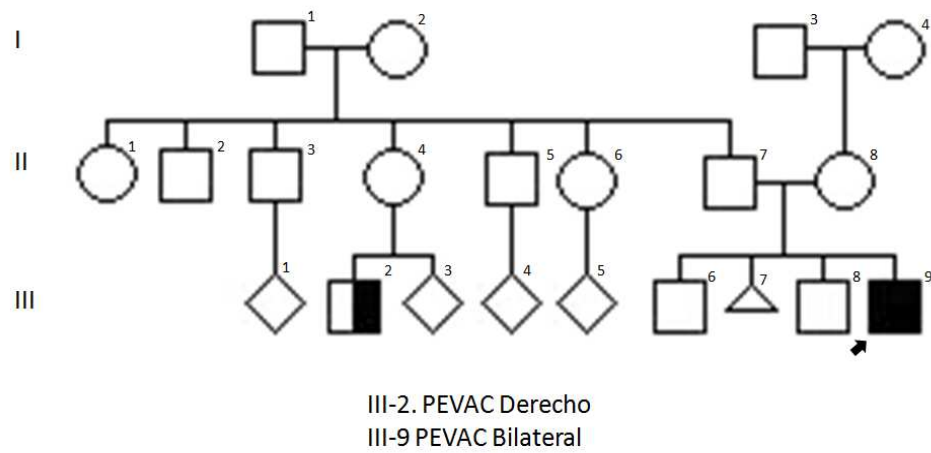 I
1 2 3 4
II
1 2 3 4 5 6 7 8
III
1 2 3 4 5 6 7 8 9
III-2. PEVAC Derecho
III-9 PEVAC Bilateral